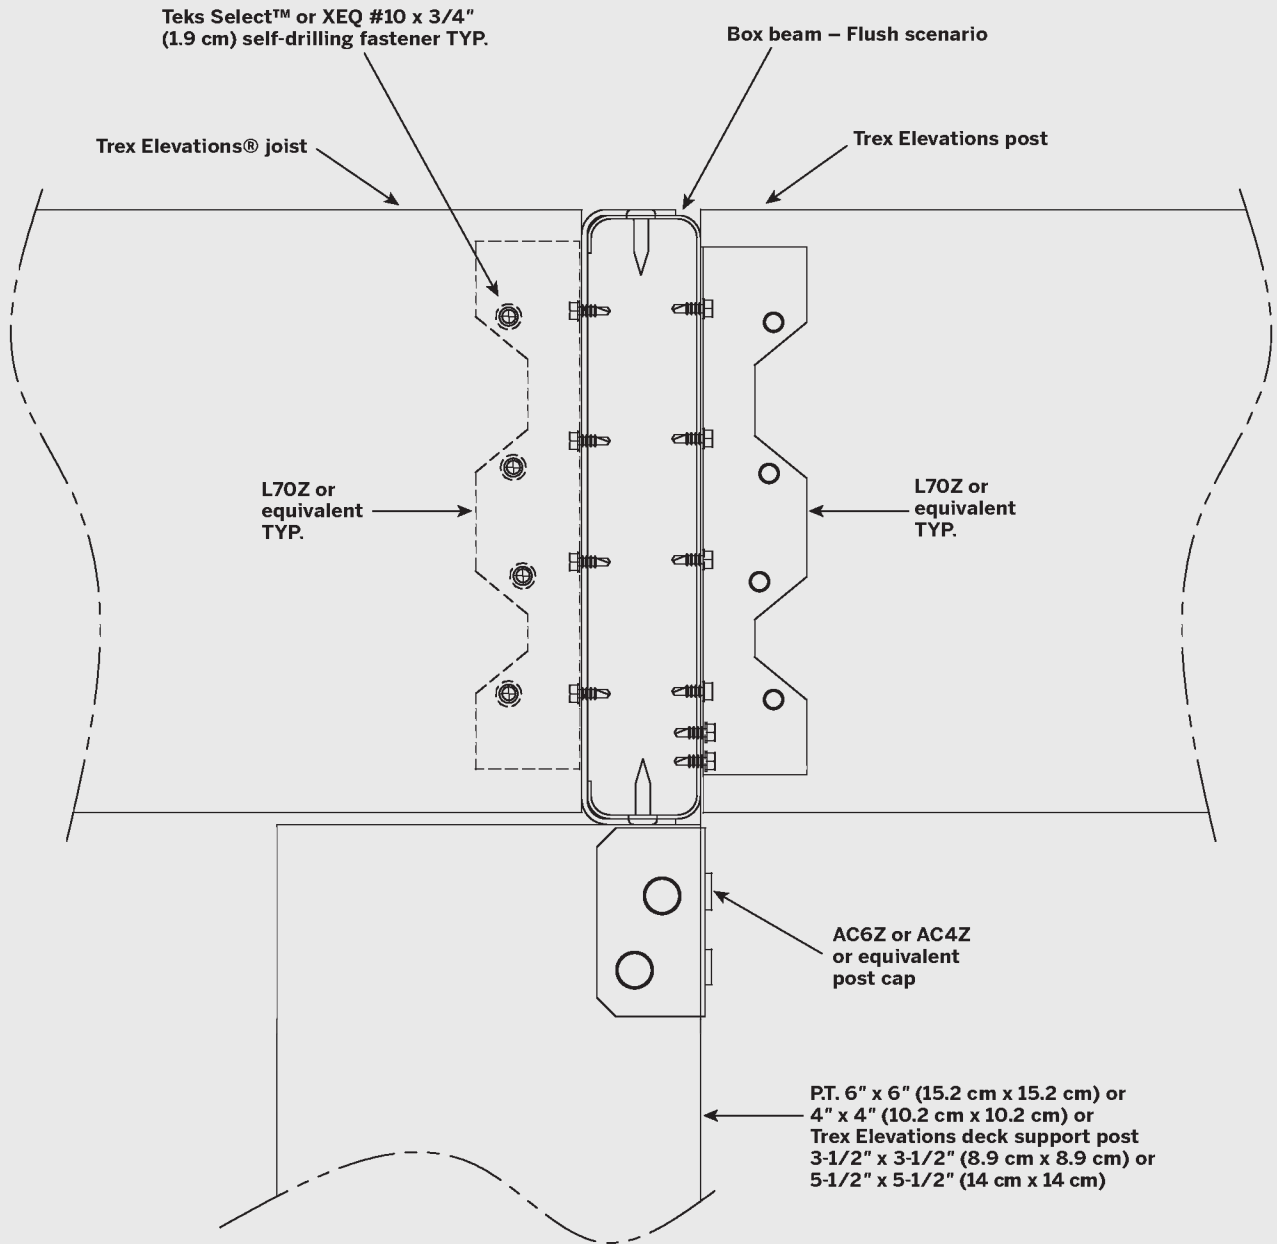 Teks Select™ or XEQ #10 x 3/4″
(1.9 cm) self-drilling fastener TYP.
Box beam – Flush scenario
Trex Elevations® joist
Trex Elevations post
L70Z or
equivalent
TYP.
L70Z or
equivalent
TYP.
AC6Z or AC4Z
or equivalent
post cap
P.T. 6″ x 6″ (15.2 cm x 15.2 cm) or
4″ x 4″ (10.2 cm x 10.2 cm) or
Trex Elevations deck support post
3-1/2″ x 3-1/2″ (8.9 cm x 8.9 cm) or
5-1/2″ x 5-1/2″ (14 cm x 14 cm)